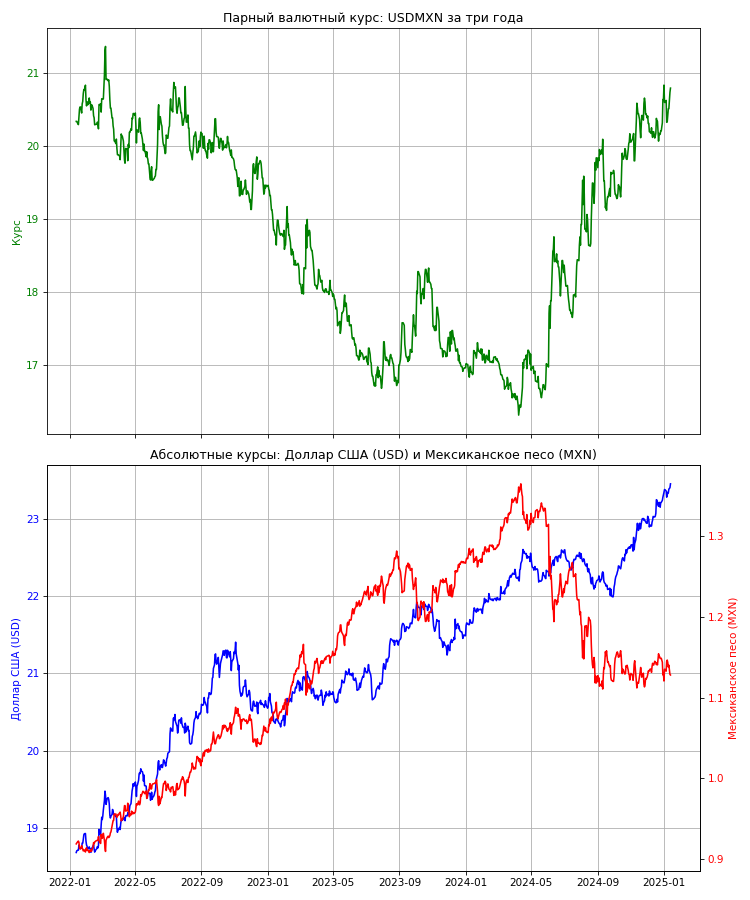 Парный валютный курс: USDMXN за три года
21
20
19
18
17
Курс
Абсолютные курсы: Доллар США (USD) и Мексиканское песо (MXN)
23
22
21
20
19
Доллар США (USD)
1.3
1.2
1.1
1.0
0.9
Мексиканское песо (MXN)
2022-01 2022-05 2022-09 2023-01 2023-05 2023-09 2024-01 2024-05 2024-09 2025-01